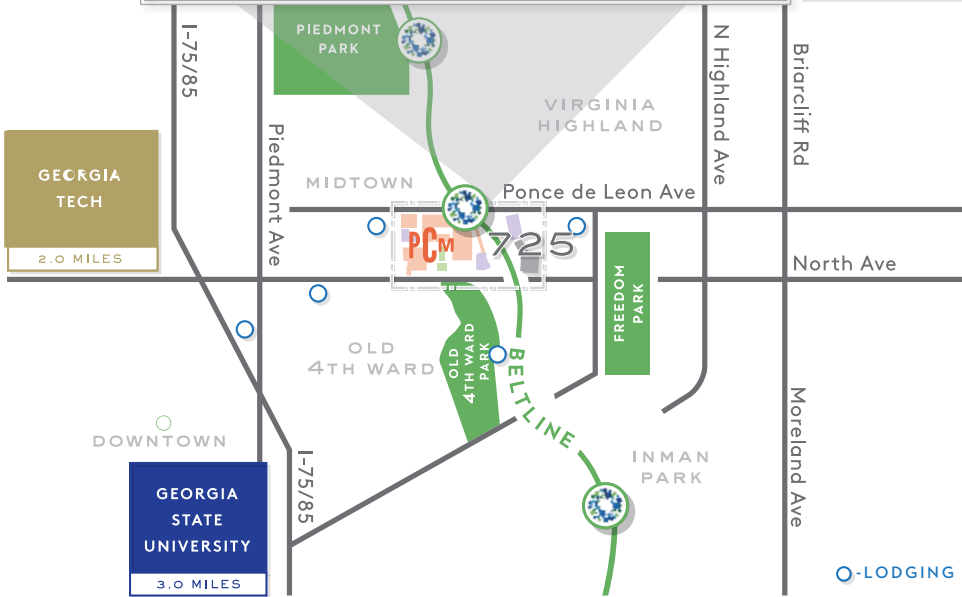 PIEDMONT
PARK
I-75/85
N Highland Ave
Briarcliff Rd
VIRGINIA
HIGHLAND
Piedmont Ave
GEORGIA
TECH
2.0 MILES
MIDTOWN
Ponce de Leon Ave
PCM
725
North Ave
FREEDOM
PARK
OLD
4TH WARD
OLD
4TH WARD
PARK
BELTLINE
DOWNTOWN
Moreland Ave
INMAN
PARK
I-75/85
GEORGIA
STATE
UNIVERSITY
3.0 MILES
-LODGING